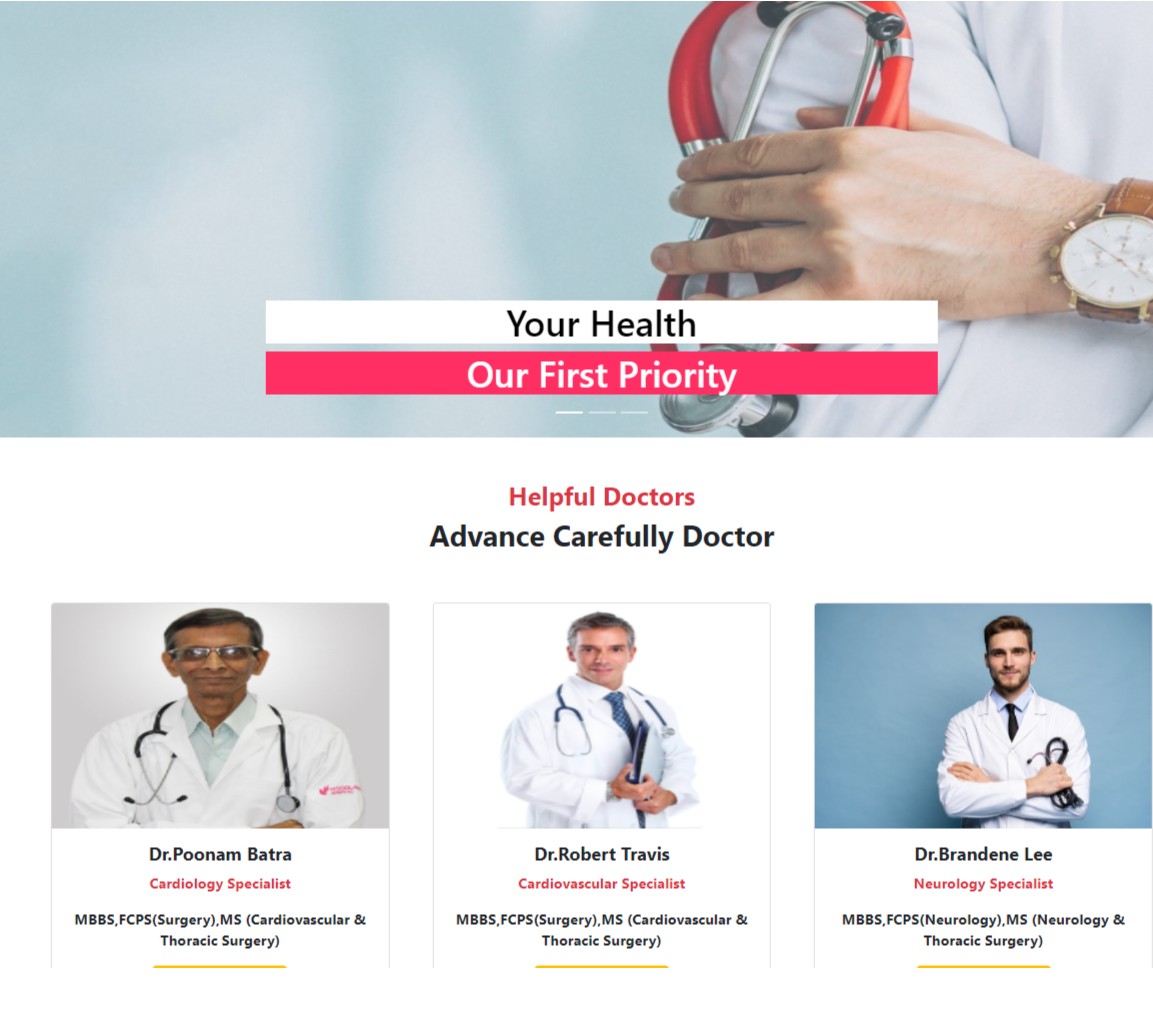 Your Health
Our First Priority
Helpful Doctors
Advance Carefully Doctor
Dr.Poonam Batra
Cardiology Specialist
MBBS,FCPS(Surgery),MS (Cardiovascular &
Thoracic Surgery)
Dr.Robert Travis
Cardiovascular Specialist
MBBS,FCPS(Surgery),MS (Cardiovascular &
Thoracic Surgery)
Dr.Brandene Lee
Neurology Specialist
MBBS,FCPS(Neurology),MS (Neurology &
Thoracic Surgery)